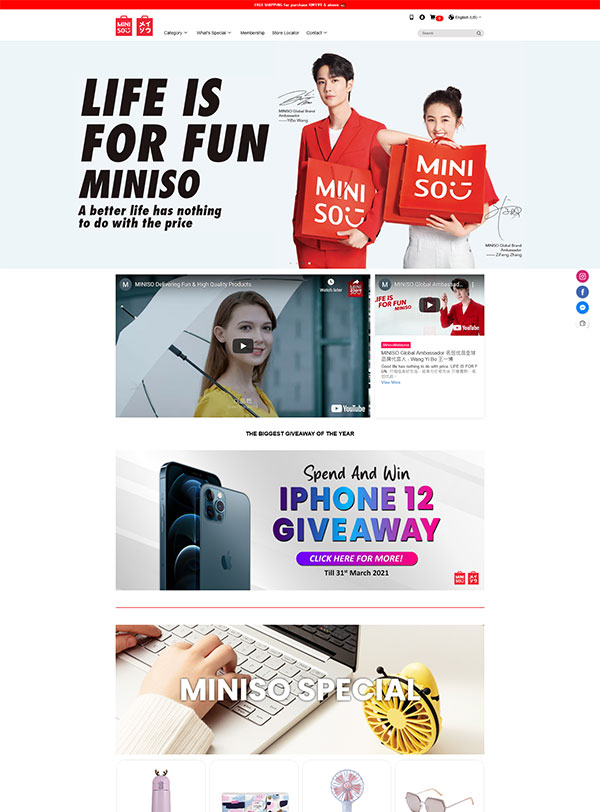 FREE SHIPPING for purchase RM199 & above
English (US)
MINI
SO
メイ
ソウ
Category
What's Special
Membership
Store Locator
Contact
Search
LIFE IS
FOR FUN
MINISO
A better life has nothing
to do with the price
MINISO Global Brand
Ambassador
—— YiBo Wang
MINI
SO
MINI
SO
MINISO Global Brand
Ambassador
—— ZiFeng Zhang
M
MINISO Delivering Fun & High Quality Products
Watch later
Share
YouTube
M
MINISO Global Ambassad...
LIFE IS
FOR FUN
MINISO
YouTube
MINISO Global Ambassador 名创优品全球
品牌代言人 - Wang Yi Bo 王一博
Good life has nothing to do with price. LIFE IS FOR F
View More
THE BIGGEST GIVEAWAY OF THE YEAR
Spend And Win
IPHONE 12
GIVEAWAY
CLICK HERE FOR MORE!
Till 31st March 2021
MINI
SO
メイ
ソウ
MINISO SPECIAL